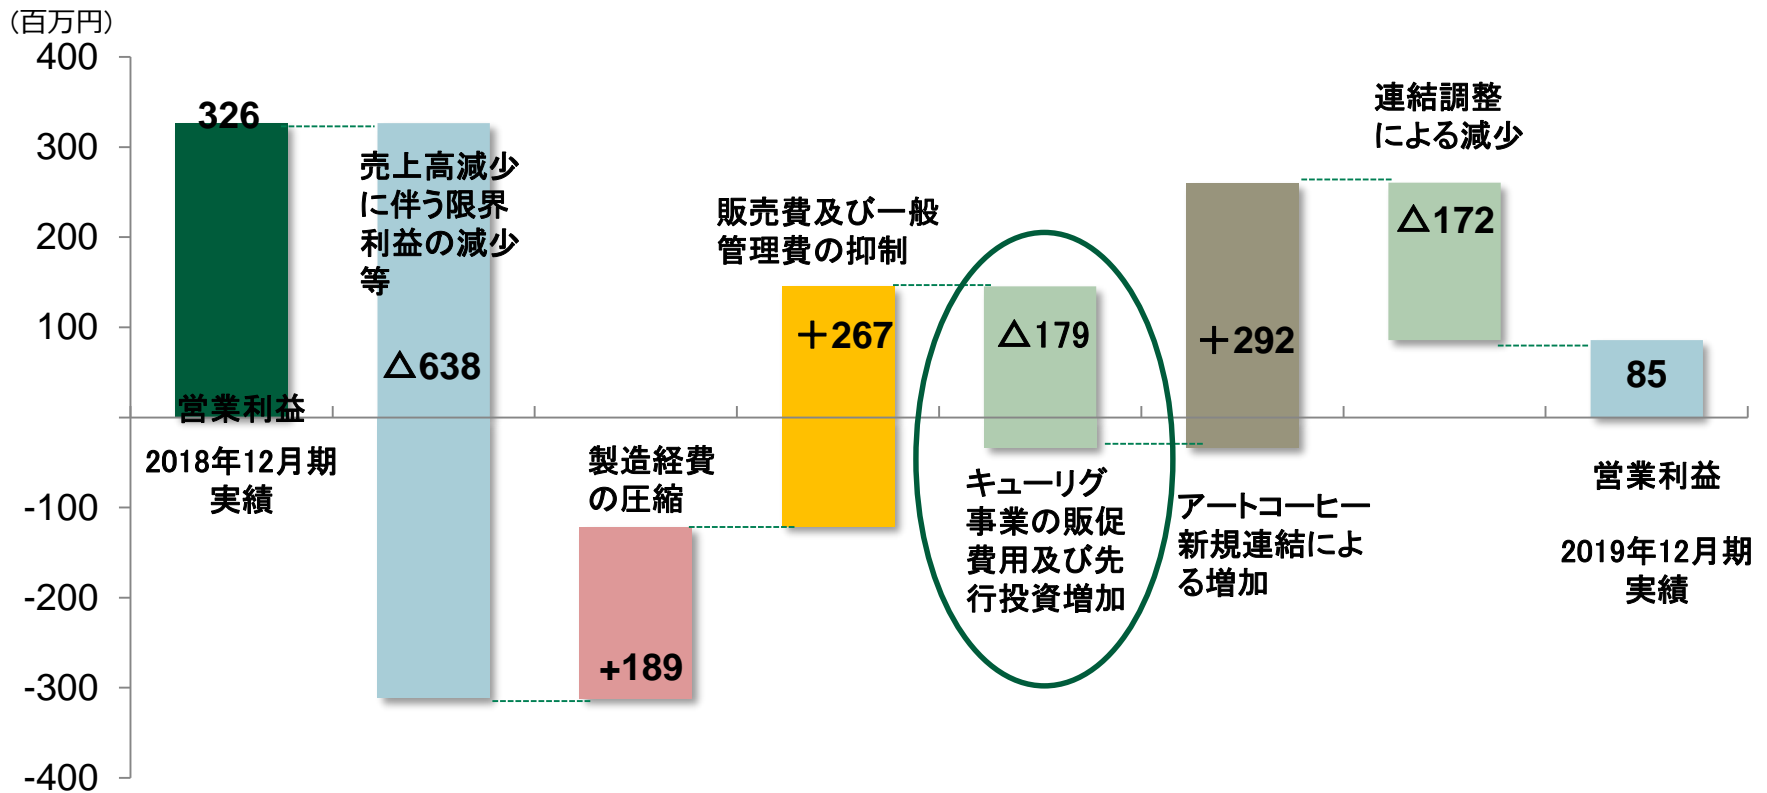 （百万円）
400
300
200
100
-100
-200
-300
-400
326
営業利益
2018年12月期
実績
売上高減少
に伴う限界
利益の減少
等
△638
製造経費
の圧縮
+189
販売費及び一般
管理費の抑制
＋267
△179
キューリグ
事業の販促
費用及び先
行投資増加
＋292
アートコーヒー
新規連結によ
る増加
連結調整
による減少
△172
85
営業利益
2019年12月期
実績